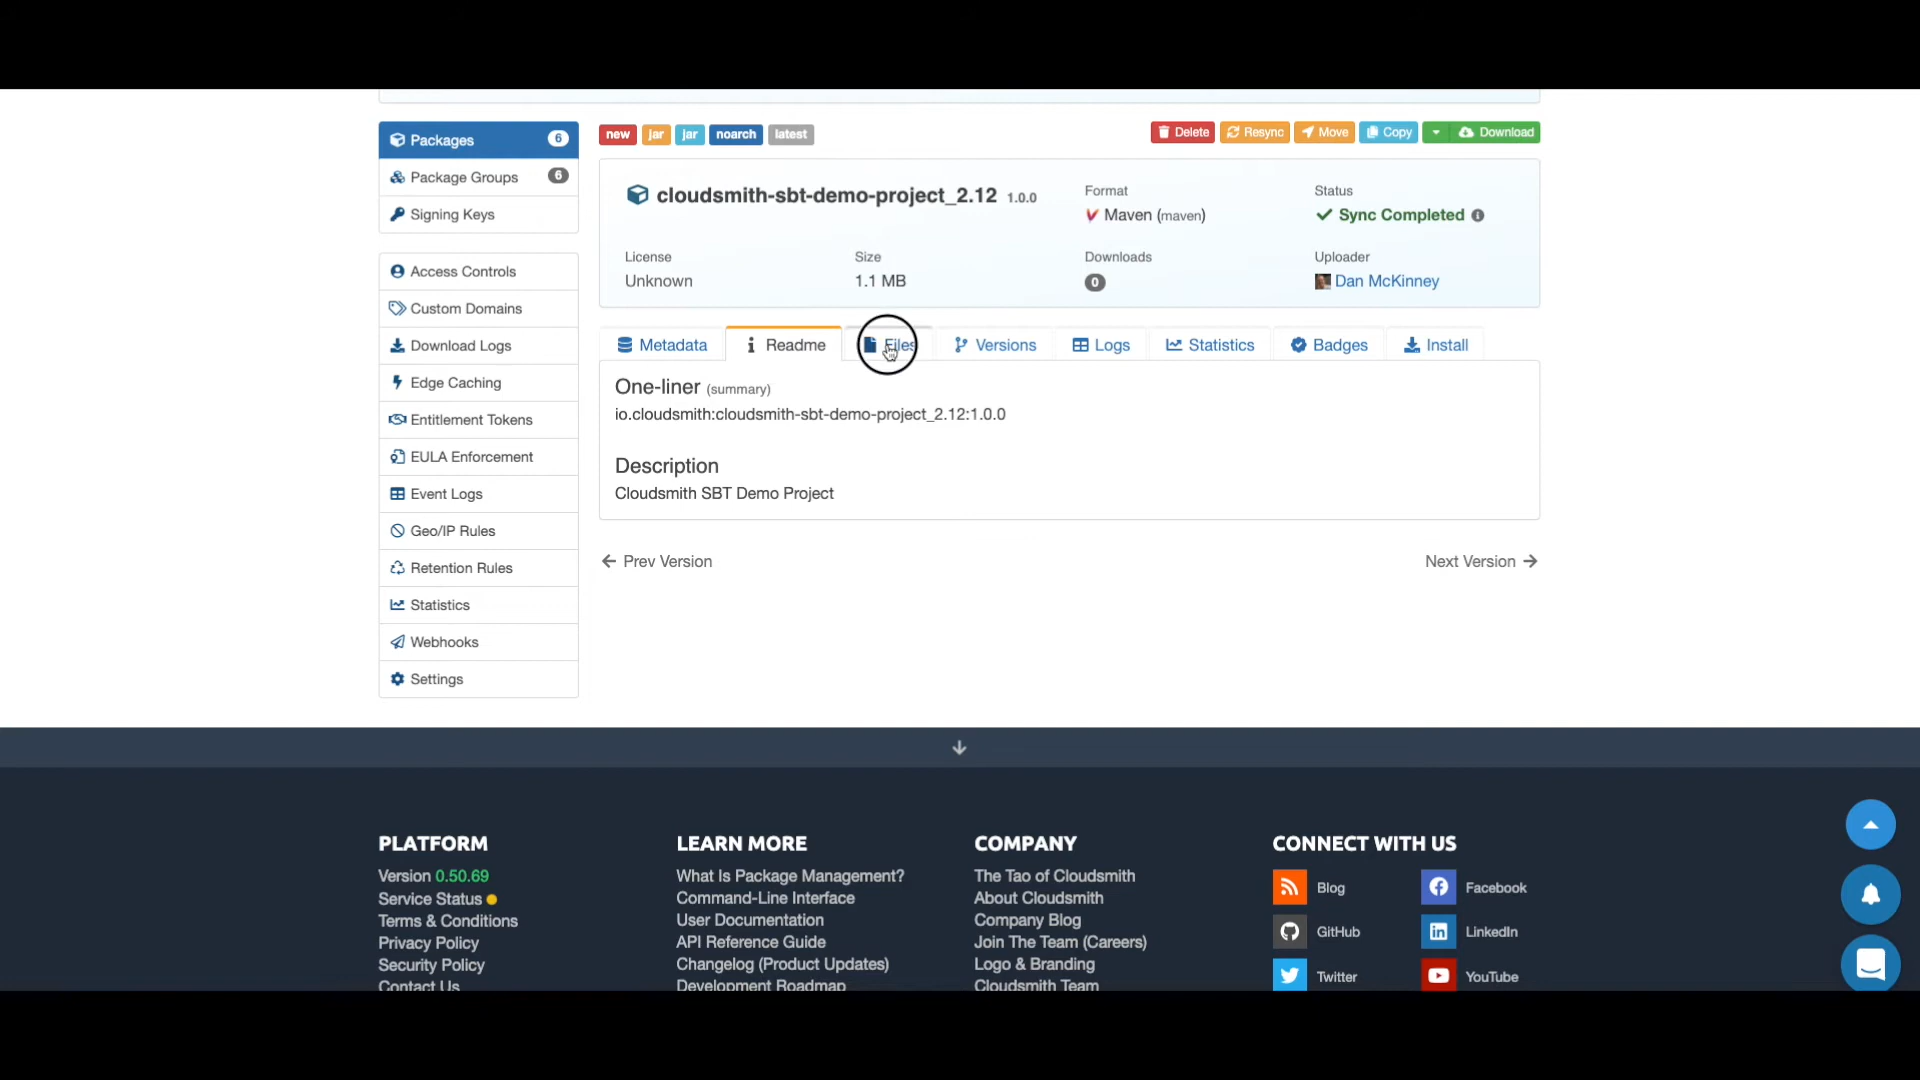 Packages 6
Package Groups 6
Signing Keys
Access Controls
Custom Domains
Download Logs
Edge Caching
Entitlement Tokens
EULA Enforcement
Event Logs
Geo/IP Rules
Retention Rules
Statistics
Webhooks
Settings
new jar jar noarch latest
Delete Resync Move Copy Download
cloudsmith-sbt-demo-project_2.12 1.0.0
Format
Maven (maven)
Status
Sync Completed
License
Unknown
Size
1.1 MB
Downloads
0
Uploader
Dan McKinney
Metadata Readme Files Versions Logs Statistics Badges Install
One-liner (summary)
io.cloudsmith:cloudsmith-sbt-demo-project_2.12:1.0.0
Description
Cloudsmith SBT Demo Project
Prev Version
Next Version
PLATFORM
Version 0.50.69
Service Status
Terms & Conditions
Privacy Policy
Security Policy
Contact Us
LEARN MORE
What Is Package Management?
Command-Line Interface
User Documentation
API Reference Guide
Changelog (Product Updates)
Development Roadmap
COMPANY
The Tao of Cloudsmith
About Cloudsmith
Company Blog
Join The Team (Careers)
Logo & Branding
Cloudsmith Team
CONNECT WITH US
Blog
Facebook
GitHub
LinkedIn
Twitter
YouTube